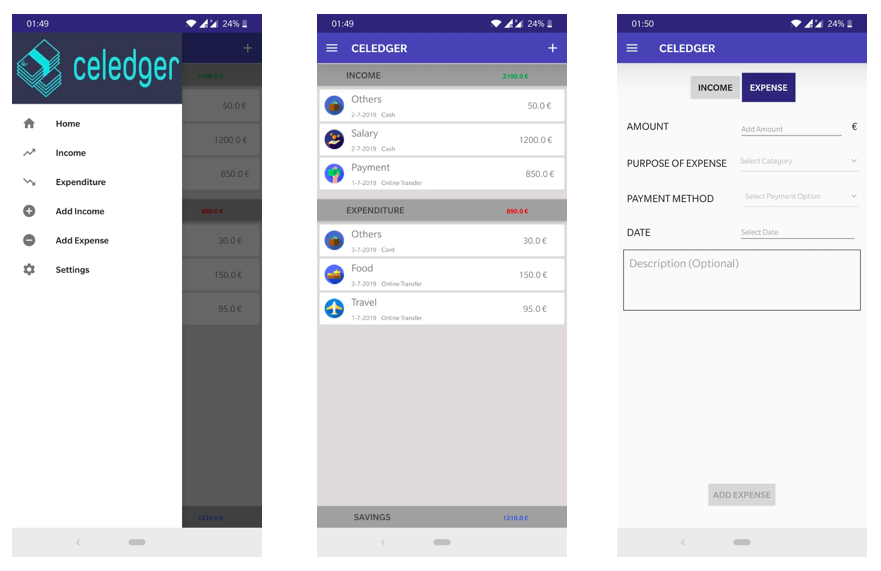 01:49
24%
celedger
2100.0 €
Home
50.0 €
Income
1200.0 €
Expenditure
850.0 €
Add Income
890.0 €
Add Expense
30.0 €
Settings
150.0 €
95.0 €
1210.0 €
01:49
24%
CELEDGER
INCOME 2100.0 €
Others 50.0 €
2-7-2019 Cash
Salary 1200.0 €
2-7-2019 Cash
Payment 850.0 €
1-7-2019 Online Transfer
EXPENDITURE 890.0 €
Others 30.0 €
3-7-2019 Card
Food 150.0 €
3-7-2019 Online Transfer
Travel 95.0 €
1-7-2019 Online Transfer
SAVINGS 1210.0 €
01:50
24%
CELEDGER
INCOME EXPENSE
AMOUNT Add Amount €
PURPOSE OF EXPENSE Select Catagory
PAYMENT METHOD Select Payment Option
DATE Select Date
Description (Optional)
ADD EXPENSE